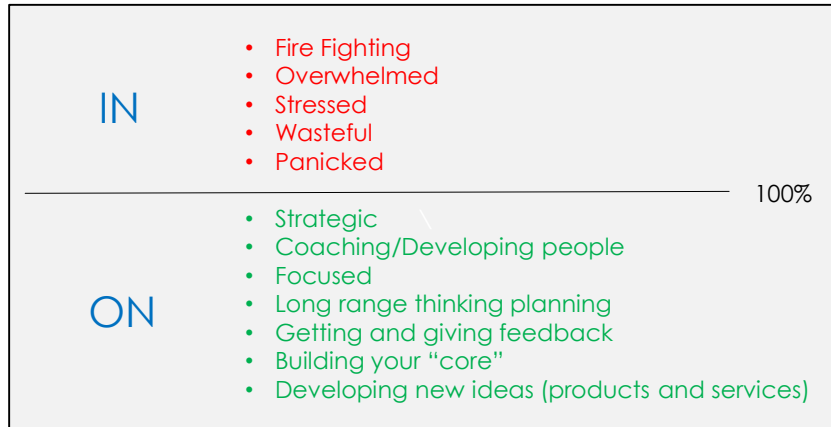 IN
• Fire Fighting
• Overwhelmed
• Stressed
• Wasteful
• Panicked
100%
ON
• Strategic
• Coaching/Developing people
• Focused
• Long range thinking planning
• Getting and giving feedback
• Building your “core”
• Developing new ideas (products and services)